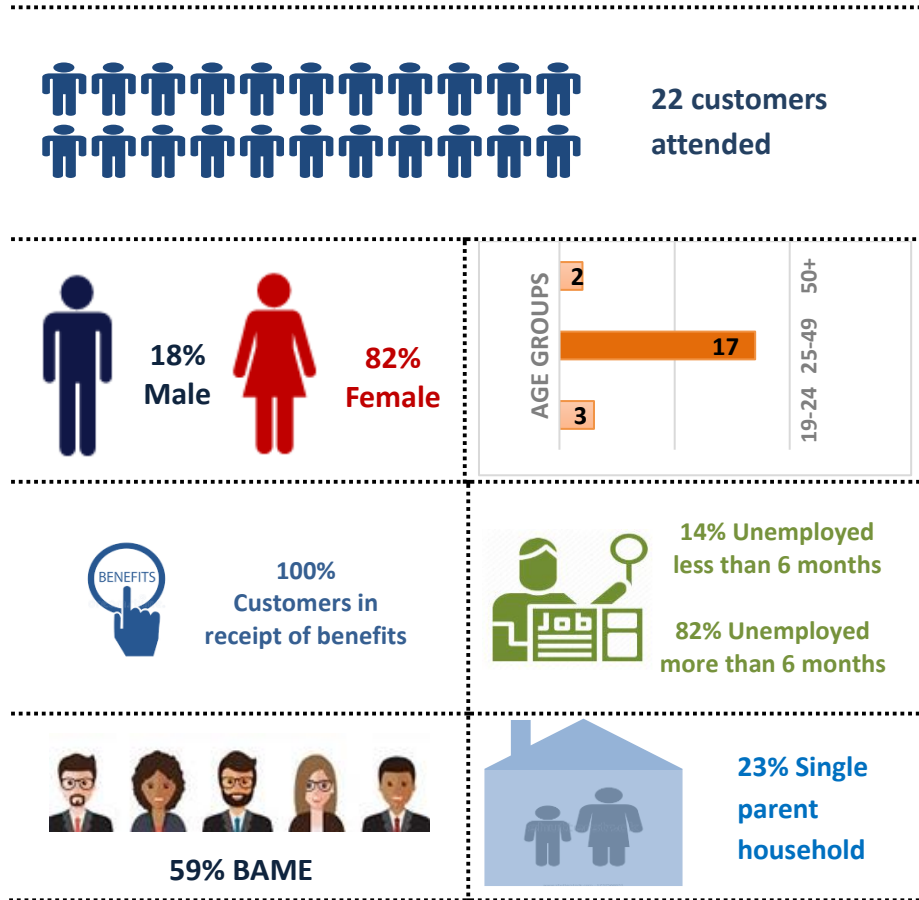 22 customers
attended
18%
Male
82%
Female
AGE GROUPS
2
17
3
50+
25-49
19-24
BENEFITS
100%
Customers in
receipt of benefits
Job
14% Unemployed
less than 6 months
82% Unemployed
more than 6 months
59% BAME
23% Single
parent
household